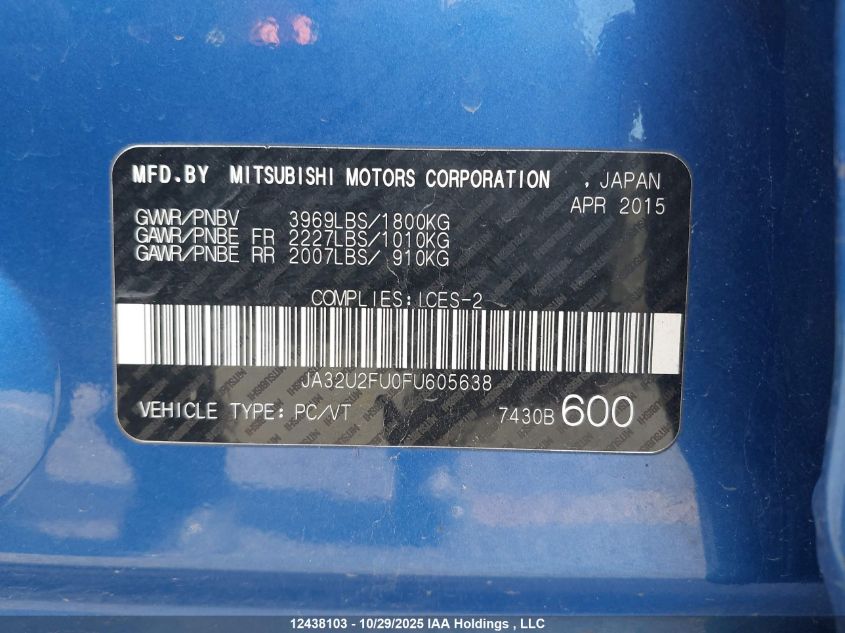 MFD.BY MITSUBISHI MOTORS CORPORATION , JAPAN
APR 2015
GVWR/PNBV 3969LBS/1800KG
GAWR/PNBE FR 2227LBS/1010KG
GAWR/PNBE RR 2007LBS/ 910KG
COMPLIES:ICES-2
JA32U2FU0FU605638
VEHICLE TYPE: PC/VT 7430B 600
12438103 - 10/29/2025 IAA Holdings , LLC